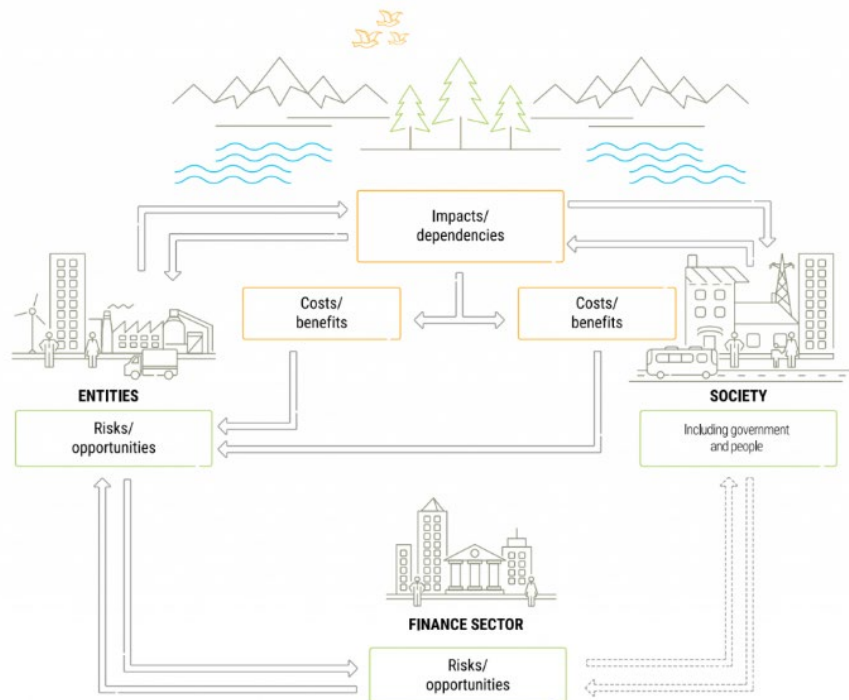 Impacts/
dependencies
Costs/
benefits
Costs/
benefits
ENTITIES
Risks/
opportunities
SOCIETY
Including government
and people
FINANCE SECTOR
Risks/
opportunities